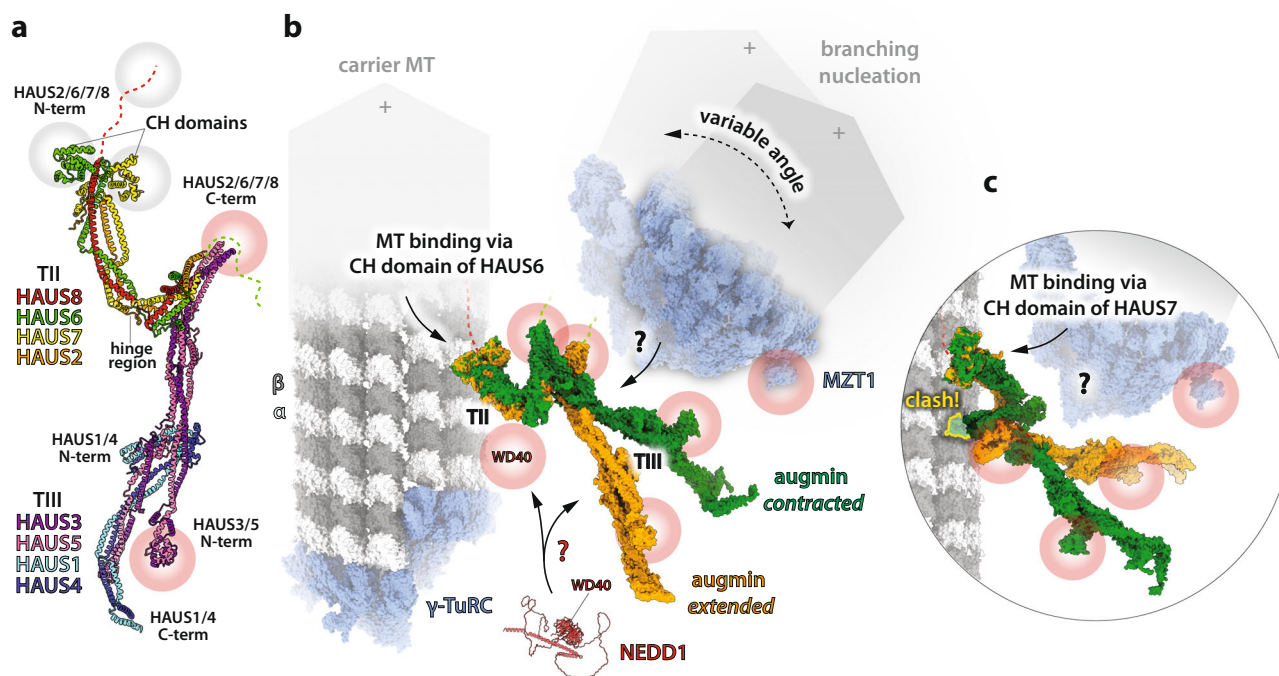 a
HAUS2/6/7/8
N-term
CH domains
HAUS2/6/7/8
C-term
TII
HAUS8
HAUS6
HAUS7
HAUS2
hinge
region
HAUS1/4
N-term
TIII
HAUS3
HAUS5
HAUS1
HAUS4
HAUS3/5
N-term
HAUS1/4
C-term
b
carrier MT
+
branching
nucleation
+
+
variable angle
MT binding via
CH domain of HAUS6
β
α
TII
WD40
?
MZT1
TIII
augmin
contracted
?
WD40
augmin
extended
γ-TuRC
NEDD1
c
MT binding via
CH domain of HAUS7
?
clash!